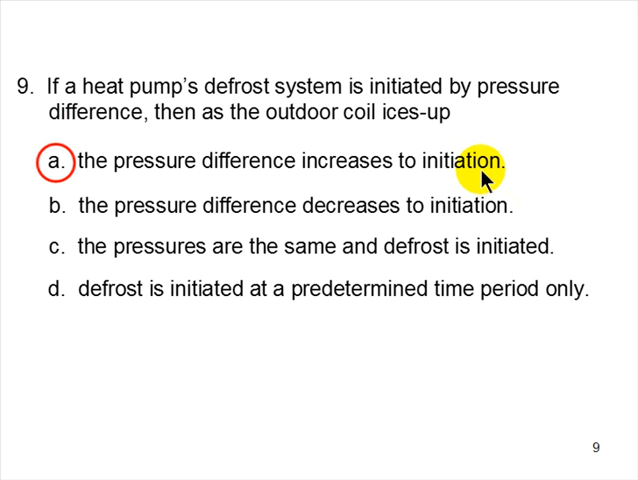 9. If a heat pump's defrost system is initiated by pressure
difference, then as the outdoor coil ices-up
a. the pressure difference increases to initiation.
b. the pressure difference decreases to initiation.
c. the pressures are the same and defrost is initiated.
d. defrost is initiated at a predetermined time period only.
9